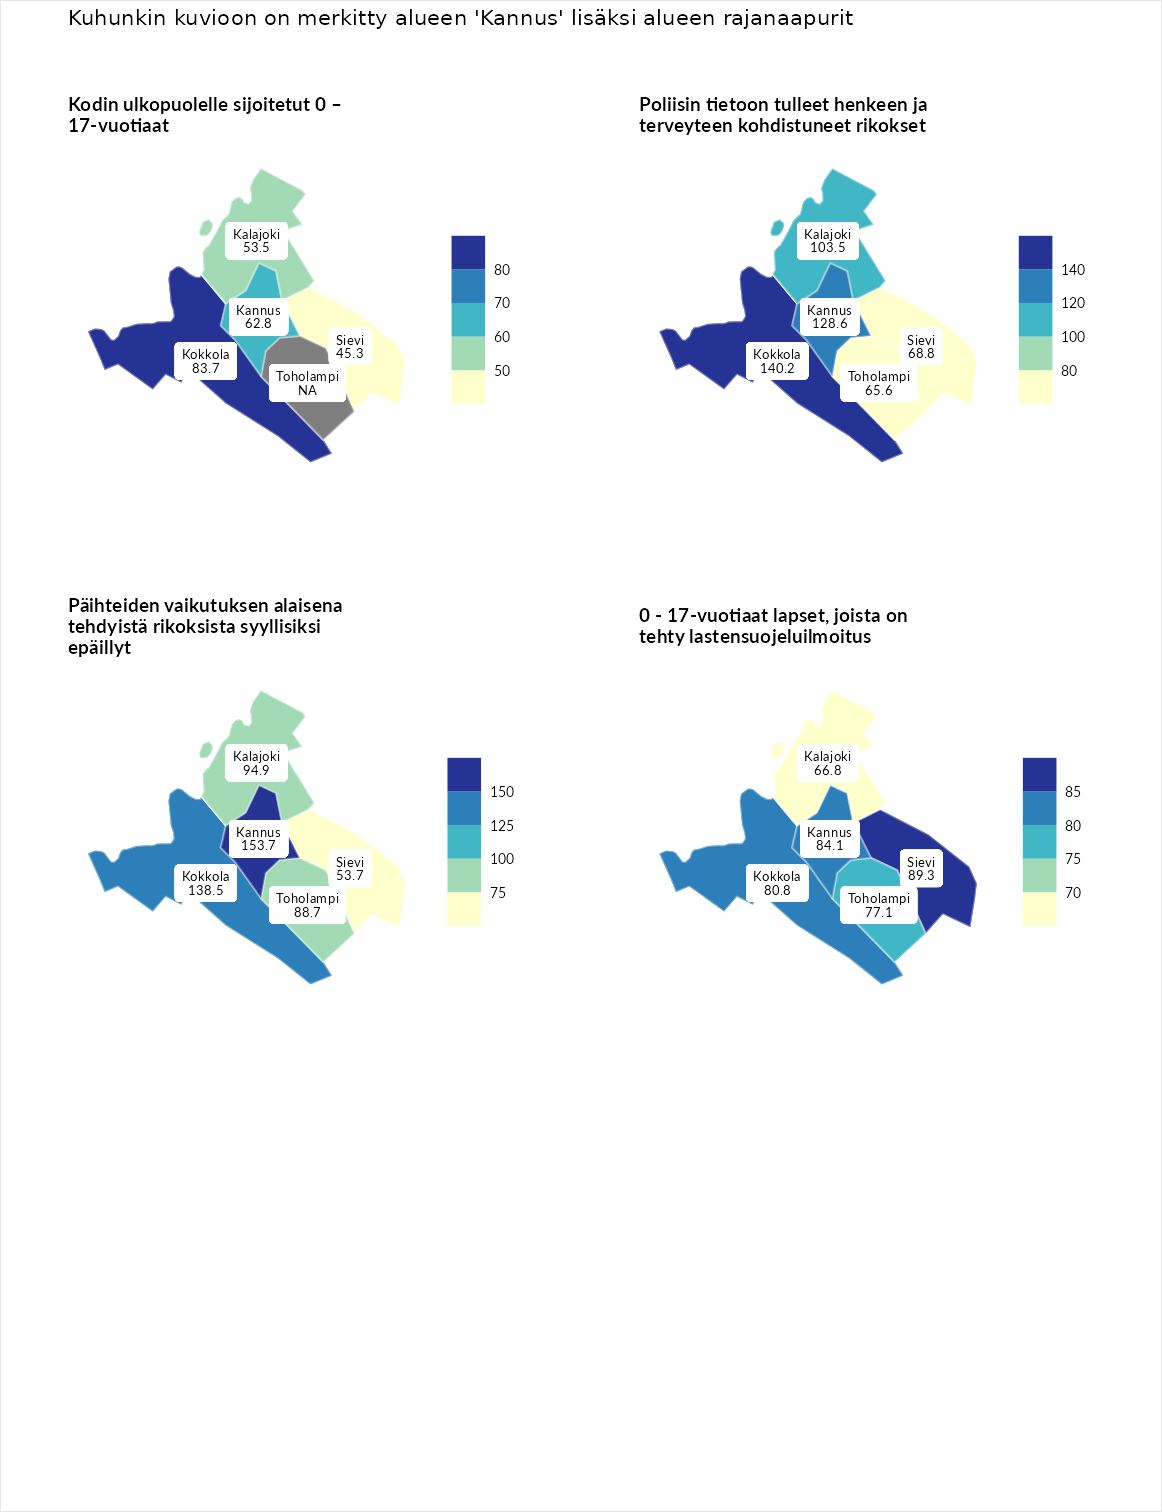 Kuhunkin kuvioon on merkitty alueen 'Kannus' lisäksi alueen rajanaapurit
Kodin ulkopuolelle sijoitetut 0 –
17-vuotiaat
Kalajoki
53.5
Kannus
62.8
Sievi
45.3
Kokkola
83.7
Toholampi
NA
80
70
60
50
Poliisin tietoon tulleet henkeen ja
terveyteen kohdistuneet rikokset
Kalajoki
103.5
Kannus
128.6
Sievi
68.8
Kokkola
140.2
Toholampi
65.6
140
120
100
80
Päihteiden vaikutuksen alaisena
tehdyistä rikoksista syyllisiksi
epäillyt
Kalajoki
94.9
Kannus
153.7
Sievi
53.7
Kokkola
138.5
Toholampi
88.7
150
125
100
75
0 - 17-vuotiaat lapset, joista on
tehty lastensuojeluilmoitus
Kalajoki
66.8
Kannus
84.1
Sievi
89.3
Kokkola
80.8
Toholampi
77.1
85
80
75
70